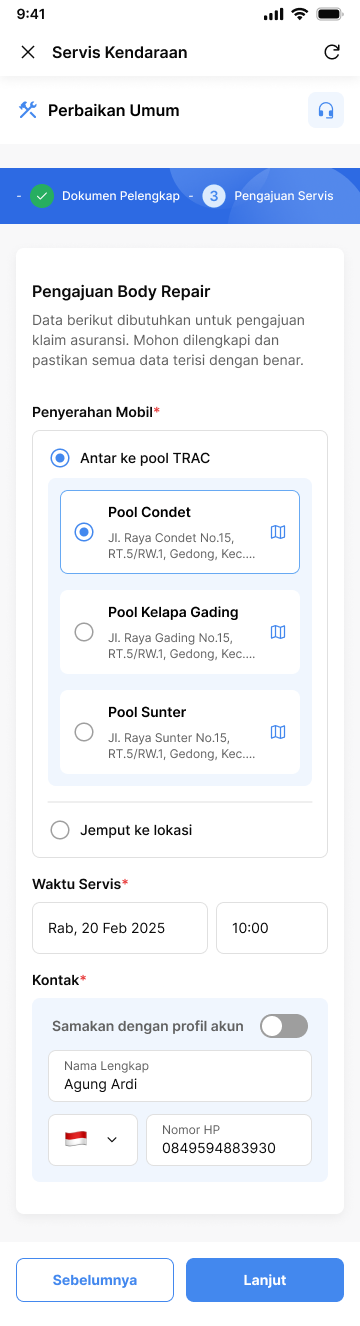 9:41
Servis Kendaraan
Perbaikan Umum
- Dokumen Pelengkap - 3 Pengajuan Servis
Pengajuan Body Repair
Data berikut dibutuhkan untuk pengajuan
klaim asuransi. Mohon dilengkapi dan
pastikan semua data terisi dengan benar.
Penyerahan Mobil*
Antar ke pool TRAC
Pool Condet
Jl. Raya Condet No.15,
RT.5/RW.1, Gedong, Kec....
Pool Kelapa Gading
Jl. Raya Gading No.15,
RT.5/RW.1, Gedong, Kec....
Pool Sunter
Jl. Raya Sunter No.15,
RT.5/RW.1, Gedong, Kec....
Jemput ke lokasi
Waktu Servis*
Rab, 20 Feb 2025
10:00
Kontak*
Samakan dengan profil akun
Nama Lengkap
Agung Ardi
Nomor HP
0849594883930
Sebelumnya
Lanjut